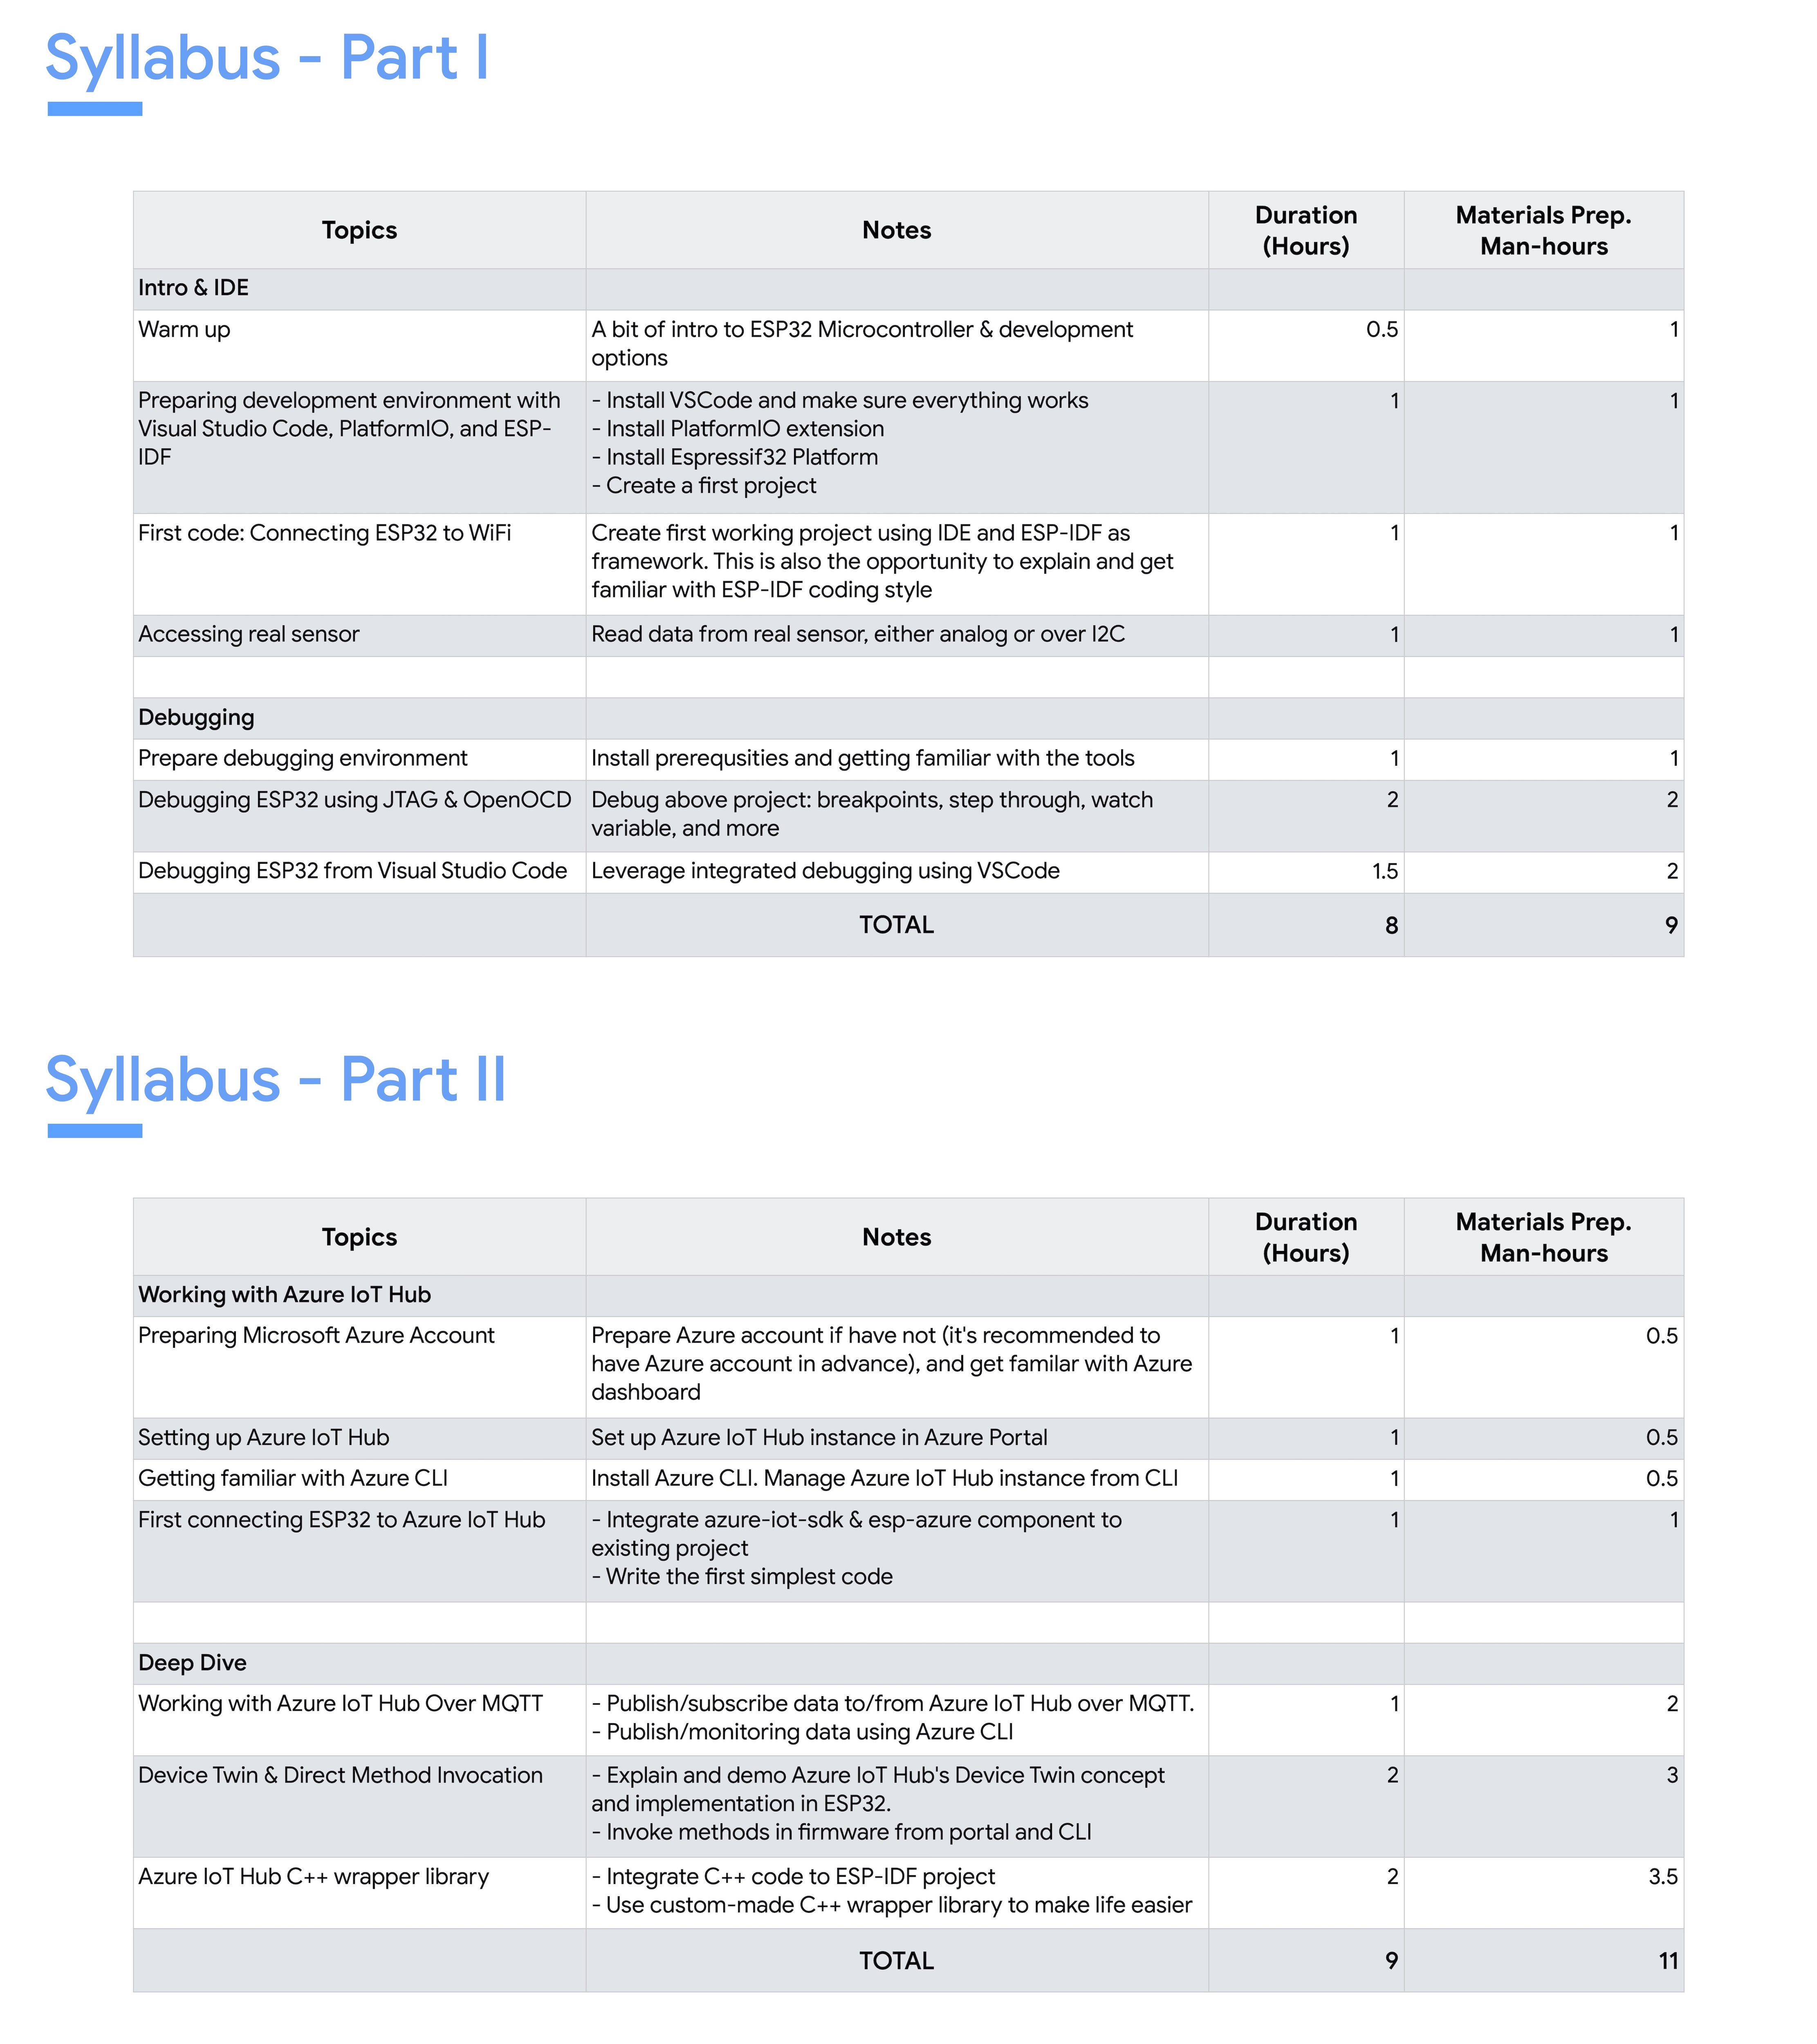 Syllabus - Part I
Topics
Notes
Duration
(Hours)
Materials Prep.
Man-hours
Intro & IDE
Warm up
A bit of intro to ESP32 Microcontroller & development
options
0.5
1
Preparing development environment with
Visual Studio Code, PlatformIO, and ESP-
IDF
- Install VSCode and make sure everything works
- Install PlatformIO extension
- Install Espressif32 Platform
- Create a first project
1
1
First code: Connecting ESP32 to WiFi
Create first working project using IDE and ESP-IDF as
framework. This is also the opportunity to explain and get
familiar with ESP-IDF coding style
1
1
Accessing real sensor
Read data from real sensor, either analog or over I2C
1
1
Debugging
Prepare debugging environment
Install prerequsities and getting familiar with the tools
1
1
Debugging ESP32 using JTAG & OpenOCD
Debug above project: breakpoints, step through, watch
variable, and more
2
2
Debugging ESP32 from Visual Studio Code
Leverage integrated debugging using VSCode
1.5
2
TOTAL
8
9
Syllabus - Part II
Topics
Notes
Duration
(Hours)
Materials Prep.
Man-hours
Working with Azure IoT Hub
Preparing Microsoft Azure Account
Prepare Azure account if have not (it's recommended to
have Azure account in advance), and get familar with Azure
dashboard
1
0.5
Setting up Azure IoT Hub
Set up Azure IoT Hub instance in Azure Portal
1
0.5
Getting familiar with Azure CLI
Install Azure CLI. Manage Azure IoT Hub instance from CLI
1
0.5
First connecting ESP32 to Azure IoT Hub
- Integrate azure-iot-sdk & esp-azure component to
existing project
- Write the first simplest code
1
1
Deep Dive
Working with Azure IoT Hub Over MQTT
- Publish/subscribe data to/from Azure IoT Hub over MQTT.
- Publish/monitoring data using Azure CLI
1
2
Device Twin & Direct Method Invocation
- Explain and demo Azure IoT Hub's Device Twin concept
and implementation in ESP32.
- Invoke methods in firmware from portal and CLI
2
3
Azure IoT Hub C++ wrapper library
- Integrate C++ code to ESP-IDF project
- Use custom-made C++ wrapper library to make life easier
2
3.5
TOTAL
9
11